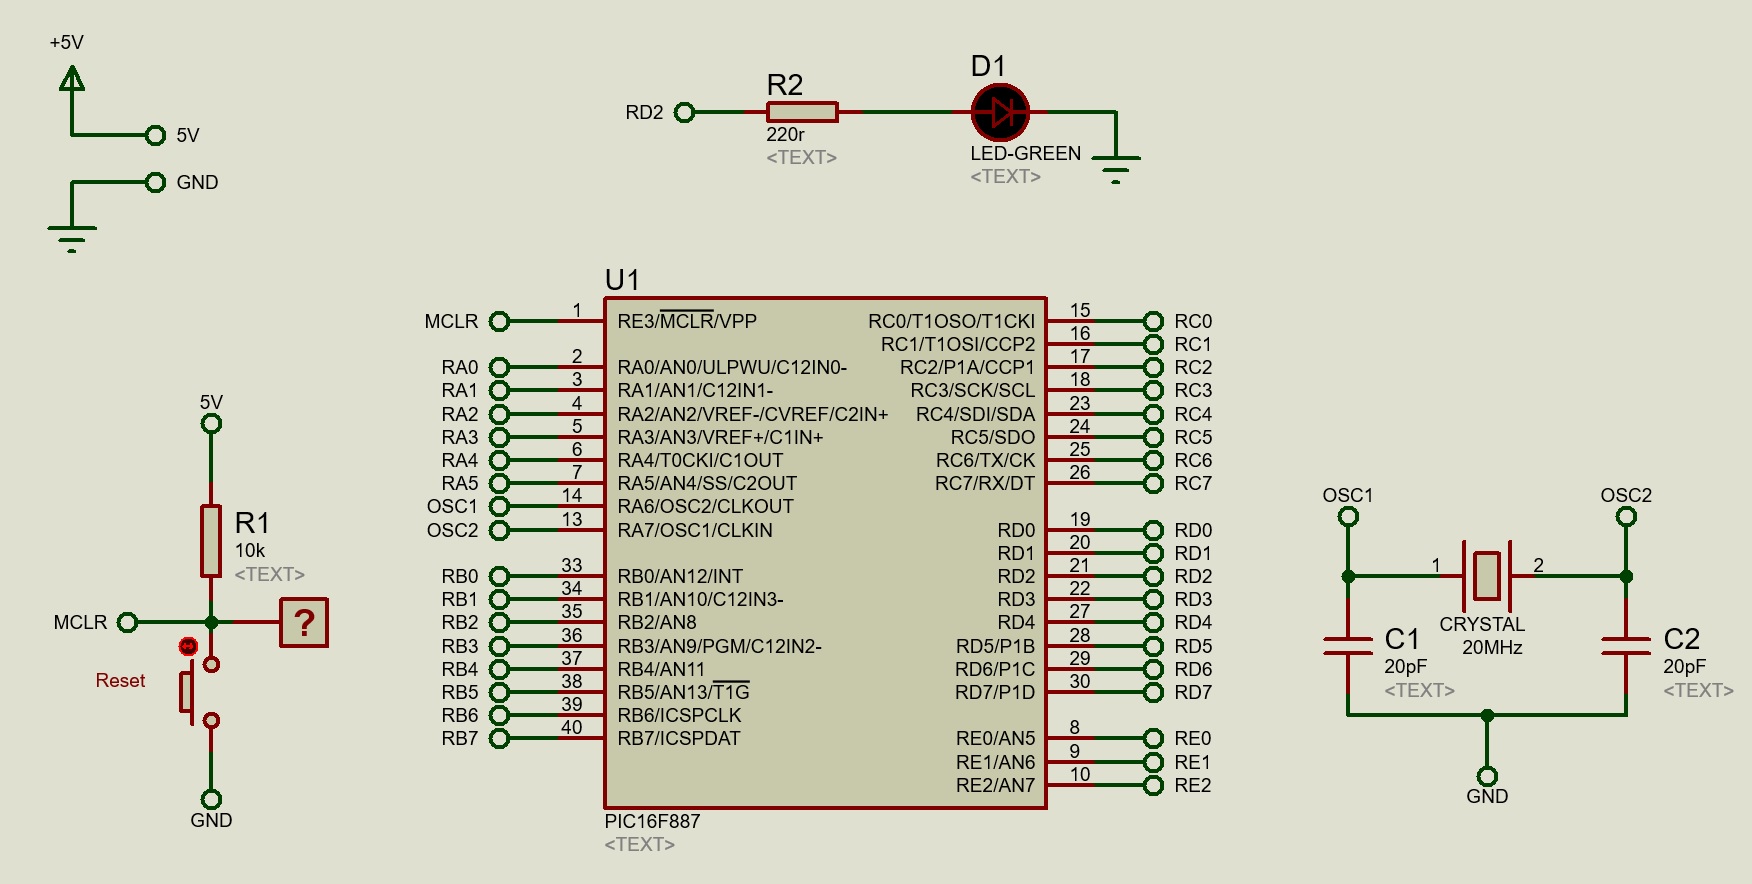 +5V
5V
GND
RD2
R2
220r
<TEXT>
D1
LED-GREEN
<TEXT>
5V
R1
10k
<TEXT>
MCLR
?
Reset
GND
U1
MCLR 1 RE3/MCLR/VPP
RA0 2 RA0/AN0/ULPWU/C12IN0-
RA1 3 RA1/AN1/C12IN1-
RA2 4 RA2/AN2/VREF-/CVREF/C2IN+
RA3 5 RA3/AN3/VREF+/C1IN+
RA4 6 RA4/T0CKI/C1OUT
RA5 7 RA5/AN4/SS/C2OUT
OSC1 14 RA6/OSC2/CLKOUT
OSC2 13 RA7/OSC1/CLKIN
RB0 33 RB0/AN12/INT
RB1 34 RB1/AN10/C12IN3-
RB2 35 RB2/AN8
RB3 36 RB3/AN9/PGM/C12IN2-
RB4 37 RB4/AN11
RB5 38 RB5/AN13/T1G
RB6 39 RB6/ICSPCLK
RB7 40 RB7/ICSPDAT
RC0/T1OSO/T1CKI 15 RC0
RC1/T1OSI/CCP2 16 RC1
RC2/P1A/CCP1 17 RC2
RC3/SCK/SCL 18 RC3
RC4/SDI/SDA 23 RC4
RC5/SDO 24 RC5
RC6/TX/CK 25 RC6
RC7/RX/DT 26 RC7
RD0 19 RD0
RD1 20 RD1
RD2 21 RD2
RD3 22 RD3
RD4 27 RD4
RD5/P1B 28 RD5
RD6/P1C 29 RD6
RD7/P1D 30 RD7
RE0/AN5 8 RE0
RE1/AN6 9 RE1
RE2/AN7 10 RE2
PIC16F887
<TEXT>
OSC1
OSC2
1
2
CRYSTAL
20MHz
C1
20pF
<TEXT>
C2
20pF
<TEXT>
GND